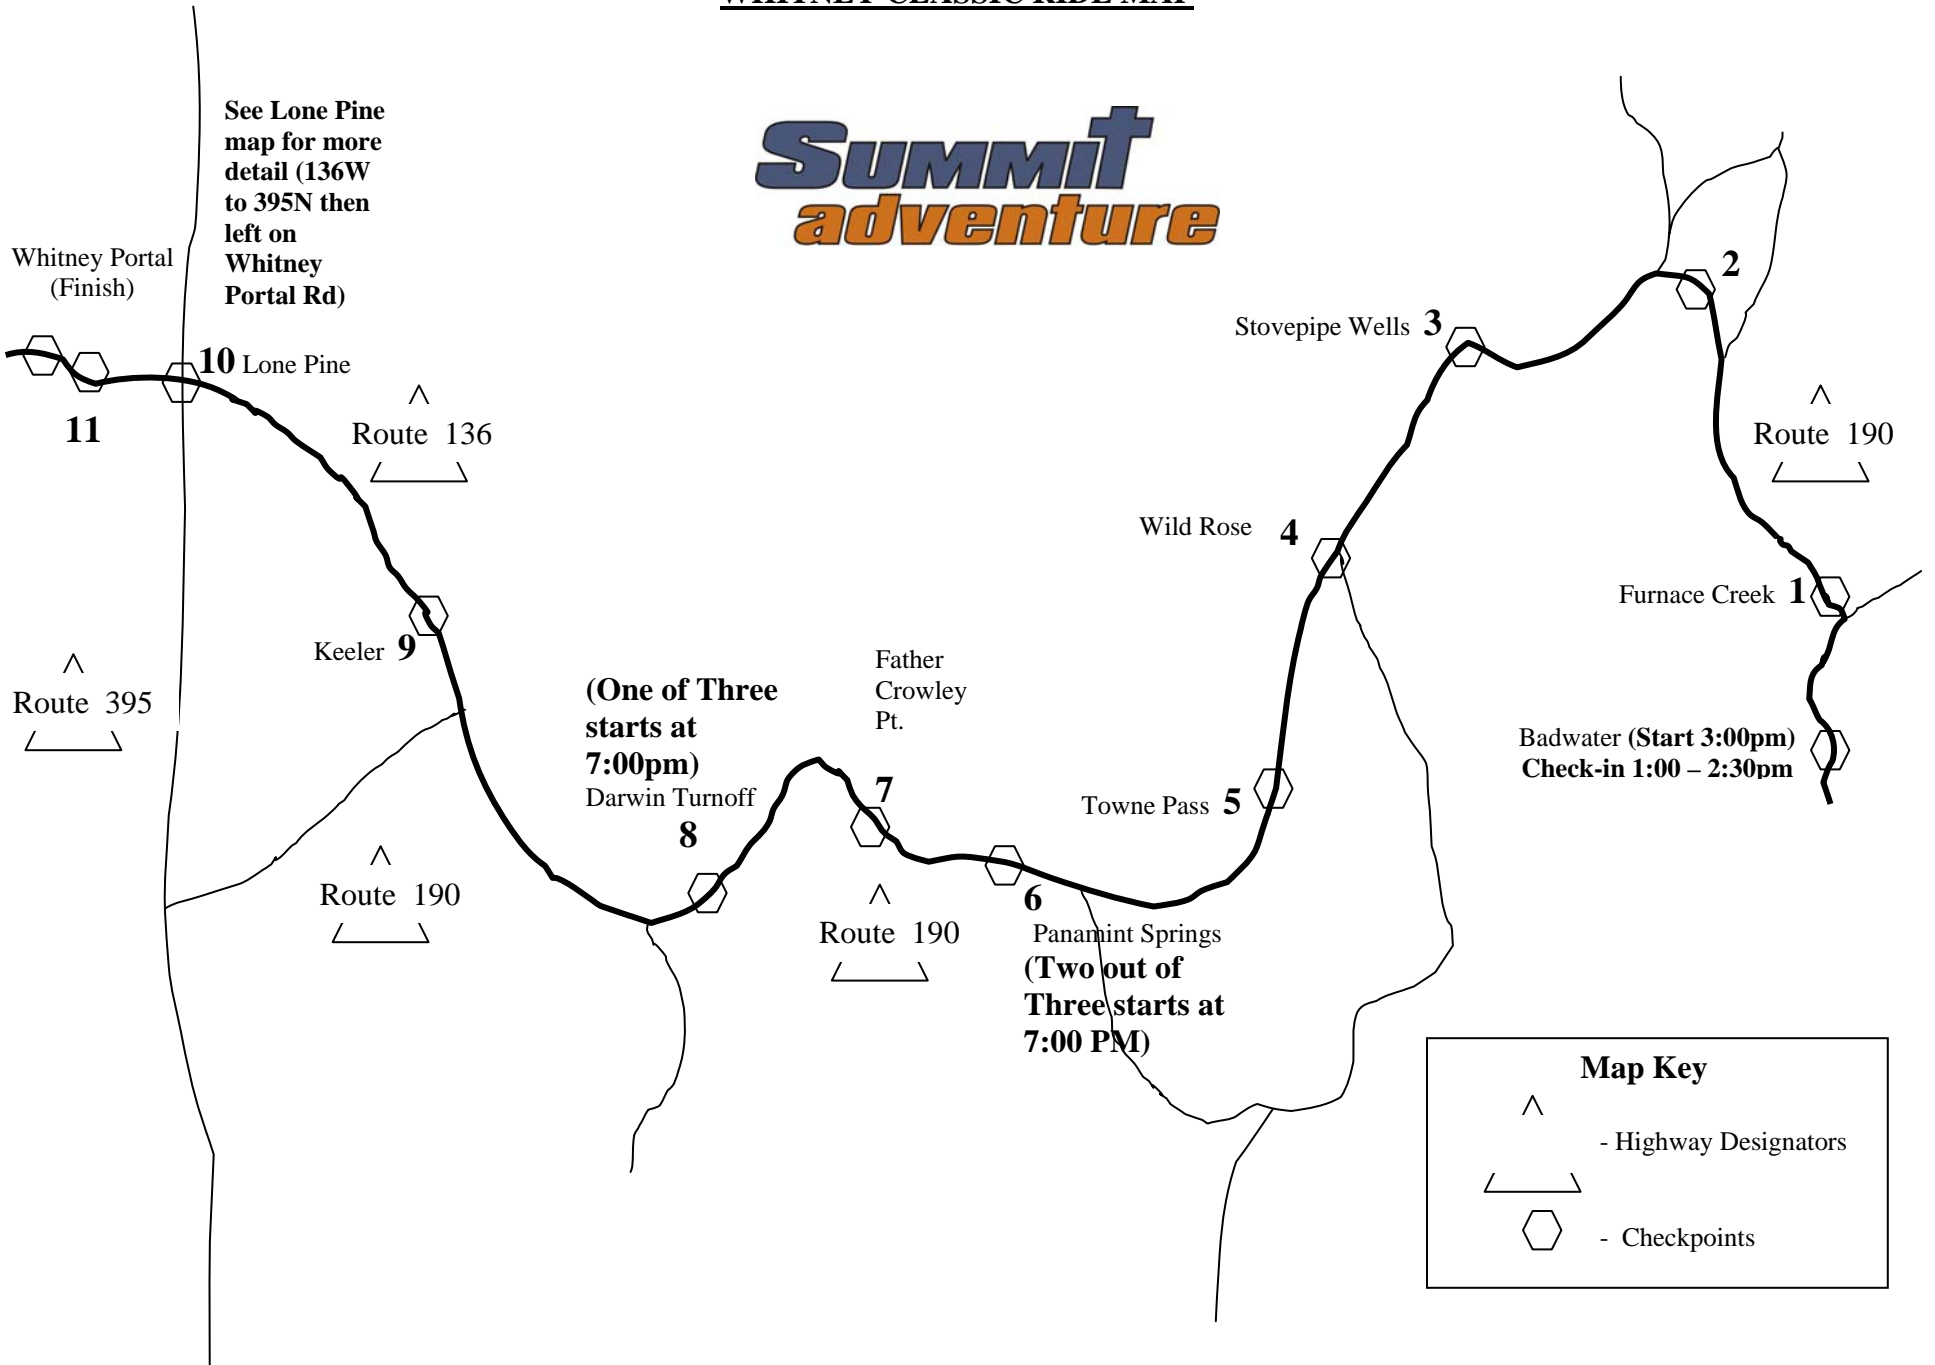 WHITNEY CLASSIC RIDE MAP
See Lone Pine
map for more
detail (136W
to 395N then
left on
Whitney
Portal Rd)
Summit
adventure
Whitney Portal
(Finish)
2
Stovepipe Wells 3
10 Lone Pine
11
Route 136
Route 190
Wild Rose 4
Furnace Creek 1
Keeler 9
Route 395
(One of Three
starts at
7:00pm)
Darwin Turnoff
8
Father
Crowley
Pt.
7
Badwater (Start 3:00pm)
Check-in 1:00 – 2:30pm
Towne Pass 5
Route 190
Route 190
6
Panamint Springs
(Two out of
Three starts at
7:00 PM)
Map Key
- Highway Designators
- Checkpoints